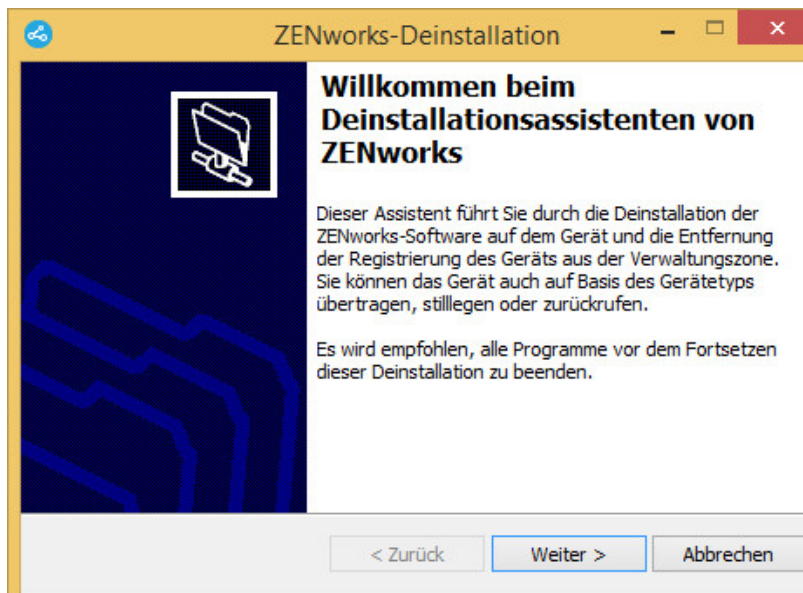 ZENworks-Deinstallation
Willkommen beim
Deinstallationsassistenten von
ZENworks
Dieser Assistent führt Sie durch die Deinstallation der
ZENworks-Software auf dem Gerät und die Entfernung
der Registrierung des Geräts aus der Verwaltungszone.
Sie können das Gerät auch auf Basis des Gerätetyps
übertragen, stilllegen oder zurückrufen.
Es wird empfohlen, alle Programme vor dem Fortsetzen
dieser Deinstallation zu beenden.
< Zurück
Weiter >
Abbrechen